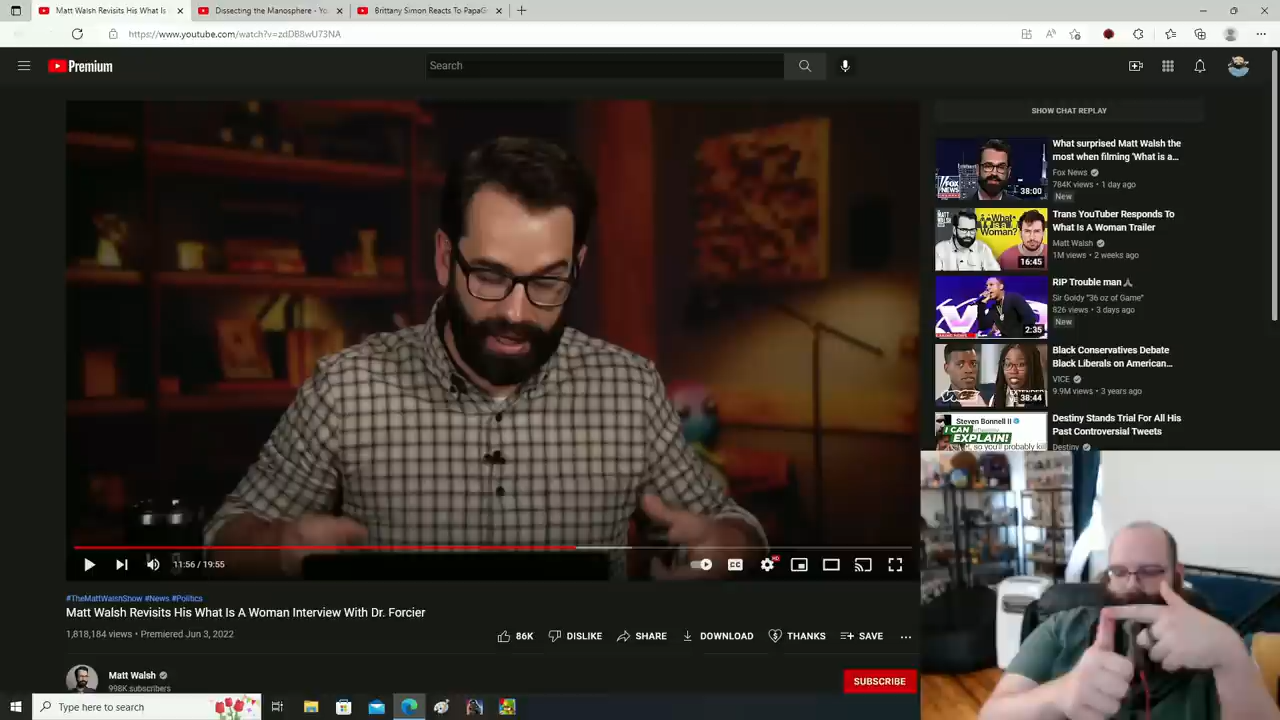 Matt Walsh Revisits His What Is
Dissecting the Manosphere - Yo
Brittany Simon Reacts To PapaG
https://www.youtube.com/watch?v=zdDB8wU73NA
Premium
Search
SHOW CHAT REPLAY
What surprised Matt Walsh the
most when filming 'What is a...
Fox News
784K views • 1 day ago
New
38:00
Trans YouTuber Responds To
What Is A Woman Trailer
Matt Walsh
1M views • 2 weeks ago
16:45
RIP Trouble man
Sir Goldy "36 oz of Game"
826 views • 3 days ago
New
2:35
Black Conservatives Debate
Black Liberals on American...
VICE
9.9M views • 3 years ago
38:44
Destiny Stands Trial For All His
Past Controversial Tweets
Destiny
Steven Bonnell II
I CAN
EXPLAIN!
11:56 / 19:55
CC
HD
#TheMattWalshShow #News #Politics
Matt Walsh Revisits His What Is A Woman Interview With Dr. Forcier
1,818,184 views • Premiered Jun 3, 2022
86K
DISLIKE
SHARE
DOWNLOAD
THANKS
SAVE
Matt Walsh
998K subscribers
SUBSCRIBE
Type here to search